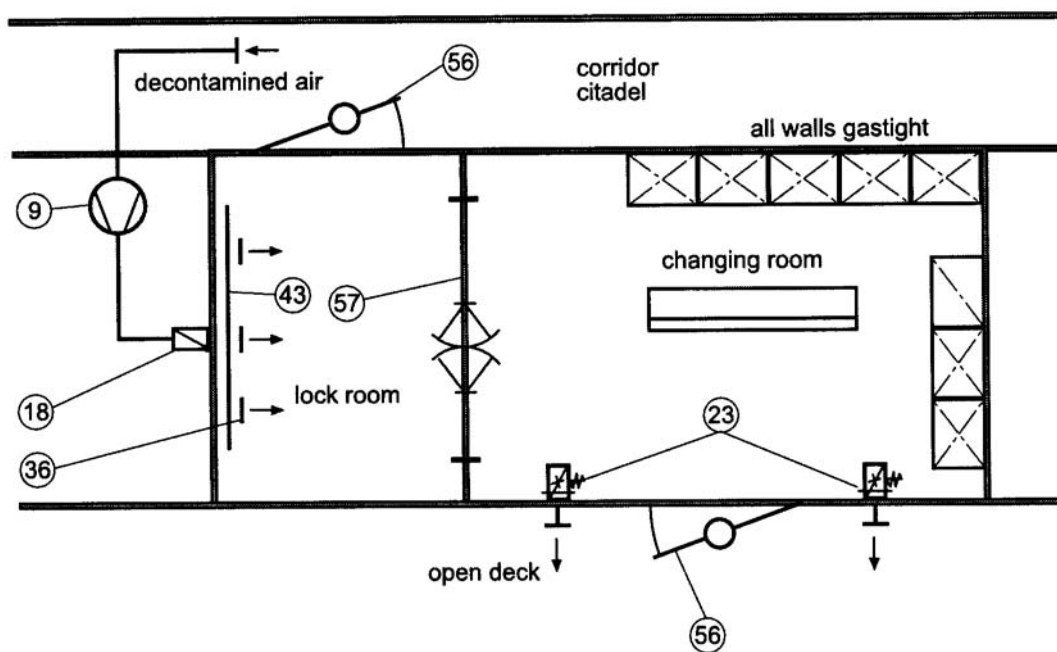 56
decontamined air
corridor
citadel
all walls gastight
9
changing room
43
57
lock room
18
23
36
open deck
56